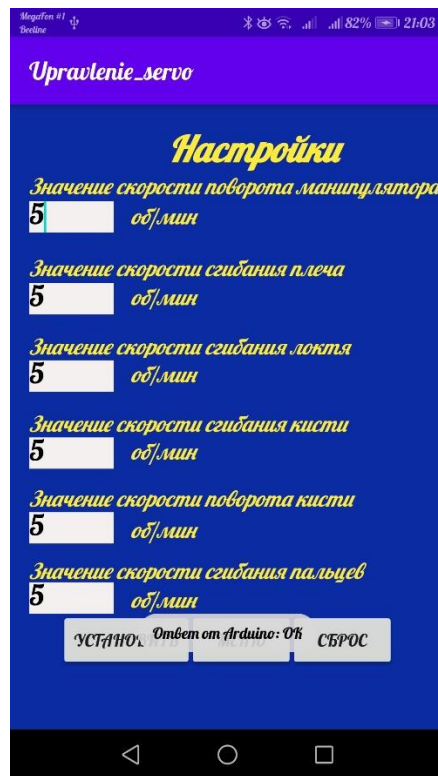 MegaFon #1
Beeline
82% 21:03
Upravlenie_servo
Настройки
Значение скорости поворота манипулятора
5 об/мин
Значение скорости сгибания плеча
5 об/мин
Значение скорости сгибания локтя
5 об/мин
Значение скорости сгибания кисти
5 об/мин
Значение скорости поворота кисти
5 об/мин
Значение скорости сгибания пальцев
5 об/мин
Ответ от Arduino: OK
СБРОС